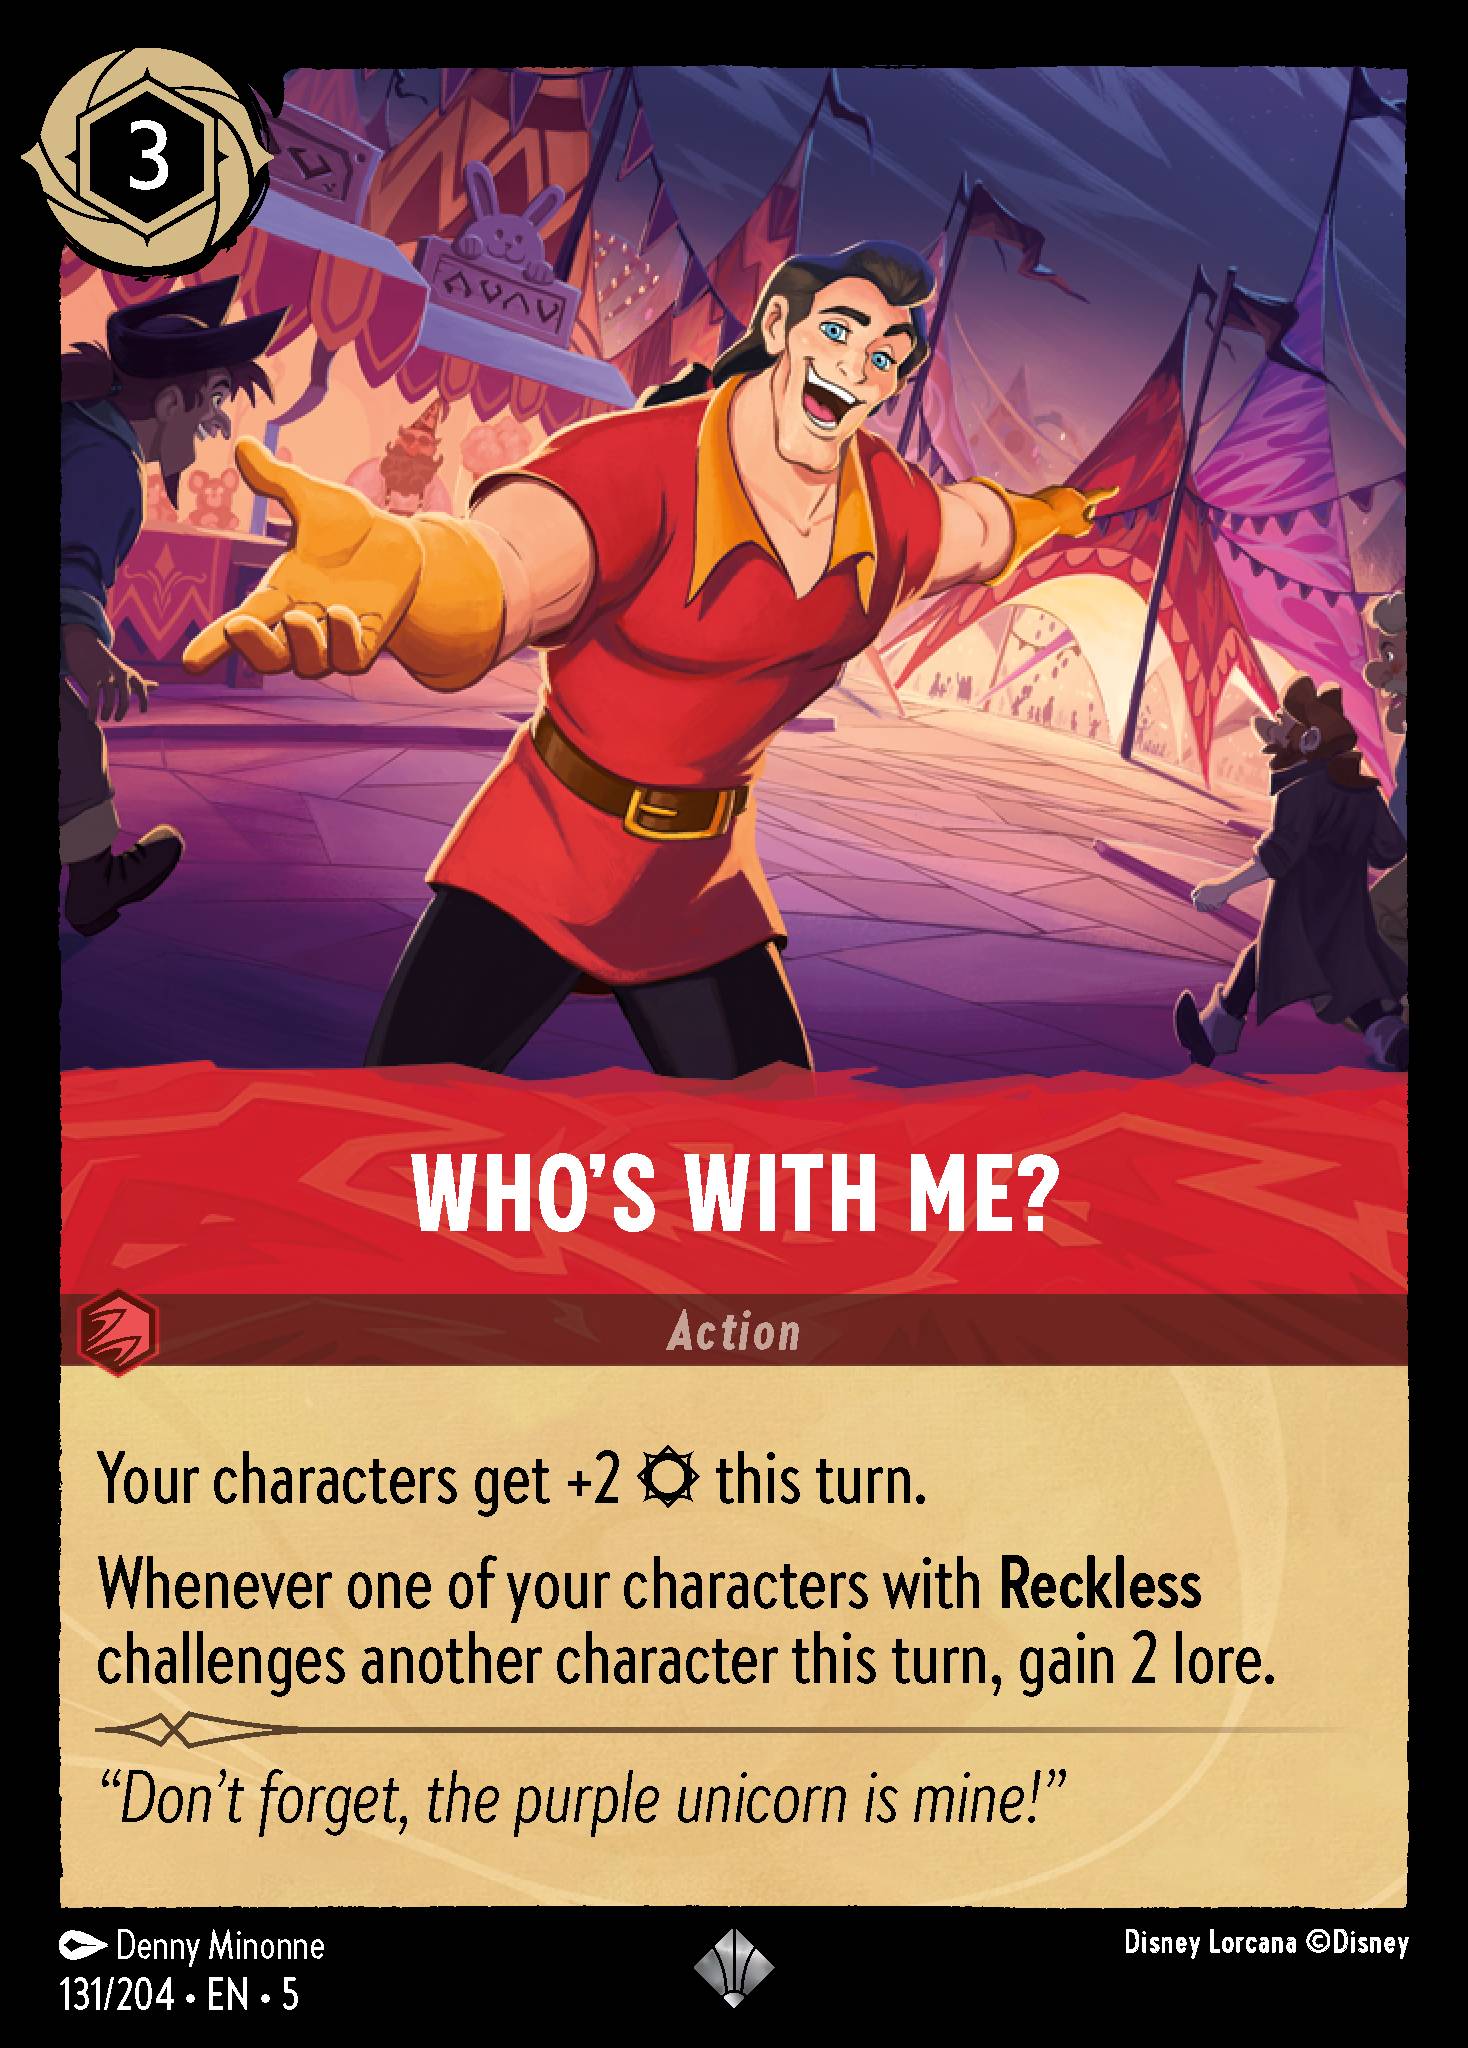 3
WHO'S WITH ME?
Action
Your characters get +2 this turn.
Whenever one of your characters with Reckless
challenges another character this turn, gain 2 lore.
“Don’t forget, the purple unicorn is mine!”
Denny Minonne
Disney Lorcana ©Disney
131/204 • EN • 5